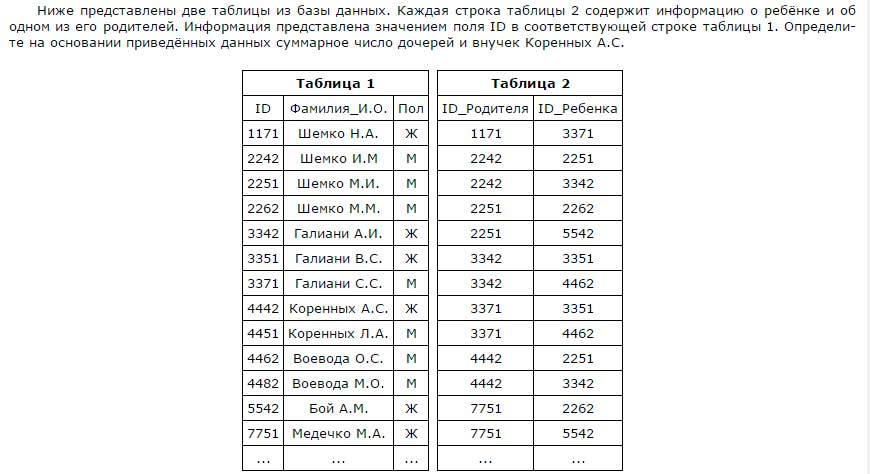 Ниже представлены две таблицы из базы данных. Каждая строка таблицы 2 содержит информацию о ребёнке и об
одном из его родителей. Информация представлена значением поля ID в соответствующей строке таблицы 1. Определи-
те на основании приведённых данных суммарное число дочерей и внучек Коренных А.С.
Таблица 1 Таблица 2
ID Фамилия_И.О. Пол ID_Родителя ID_Ребенка
1171 Шемко Н.А. Ж 1171 3371
2242 Шемко И.М М 2242 2251
2251 Шемко М.И. М 2242 3342
2262 Шемко М.М. М 2251 2262
3342 Галиани А.И. Ж 2251 5542
3351 Галиани В.С. Ж 3342 3351
3371 Галиани С.С. М 3342 4462
4442 Коренных А.С. Ж 3371 3351
4451 Коренных Л.А. М 3371 4462
4462 Воевода О.С. М 4442 2251
4482 Воевода М.О. М 4442 3342
5542 Бой А.М. Ж 7751 2262
7751 Медечко М.А. Ж 7751 5542
... ... ... ... ...